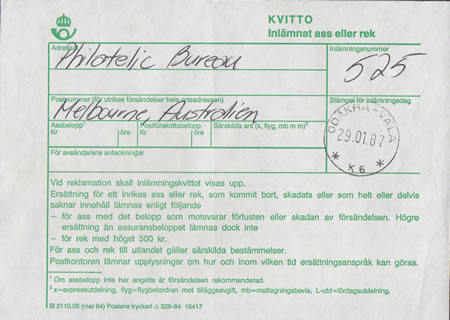 KVITTO
Inlämnat ass eller rek
Adressat
Inlämningsnummer
Philatelic Bureau
525
Postnummer (för utrikes försändelser hela ortsadressen)
Stämpel för inlämningsdag
Melbourne, Australien
Assbelopp¹
Postförskottsbelopp
Särskilda ant (x, flyg, mb m m)²
Kr
öre
Kr
öre
För avsändarens anteckningar
ÖDÅKRA-VÄLA
29.01.87
* K6 *
Vid reklamation skall inlämningskvittot visas upp.
Ersättning för ett inrikes ass eller rek, som kommit bort, skadats eller som helt eller delvis
saknar innehåll lämnas enligt följande
– för ass med det belopp som motsvarar förlusten eller skadan av försändelsen. Högre
ersättning än assuransbeloppet lämnas dock inte
– för rek med högst 500 kr.
För ass och rek till utlandet gäller särskilda bestämmelser.
Postkontoren lämnar upplysningar om hur och inom vilken tid ersättningsanspråk kan göras.
¹ Om assbelopp inte har angetts är försändelsen rekommenderad.
² x=expressutdelning, flyg=flygbefordran mot tilläggsavgift, mb=mottagningsbevis, L-utd=lördagsutdelning.
Bl 2110.05 (mar 84) Postens tryckeri △ 328-84 15417